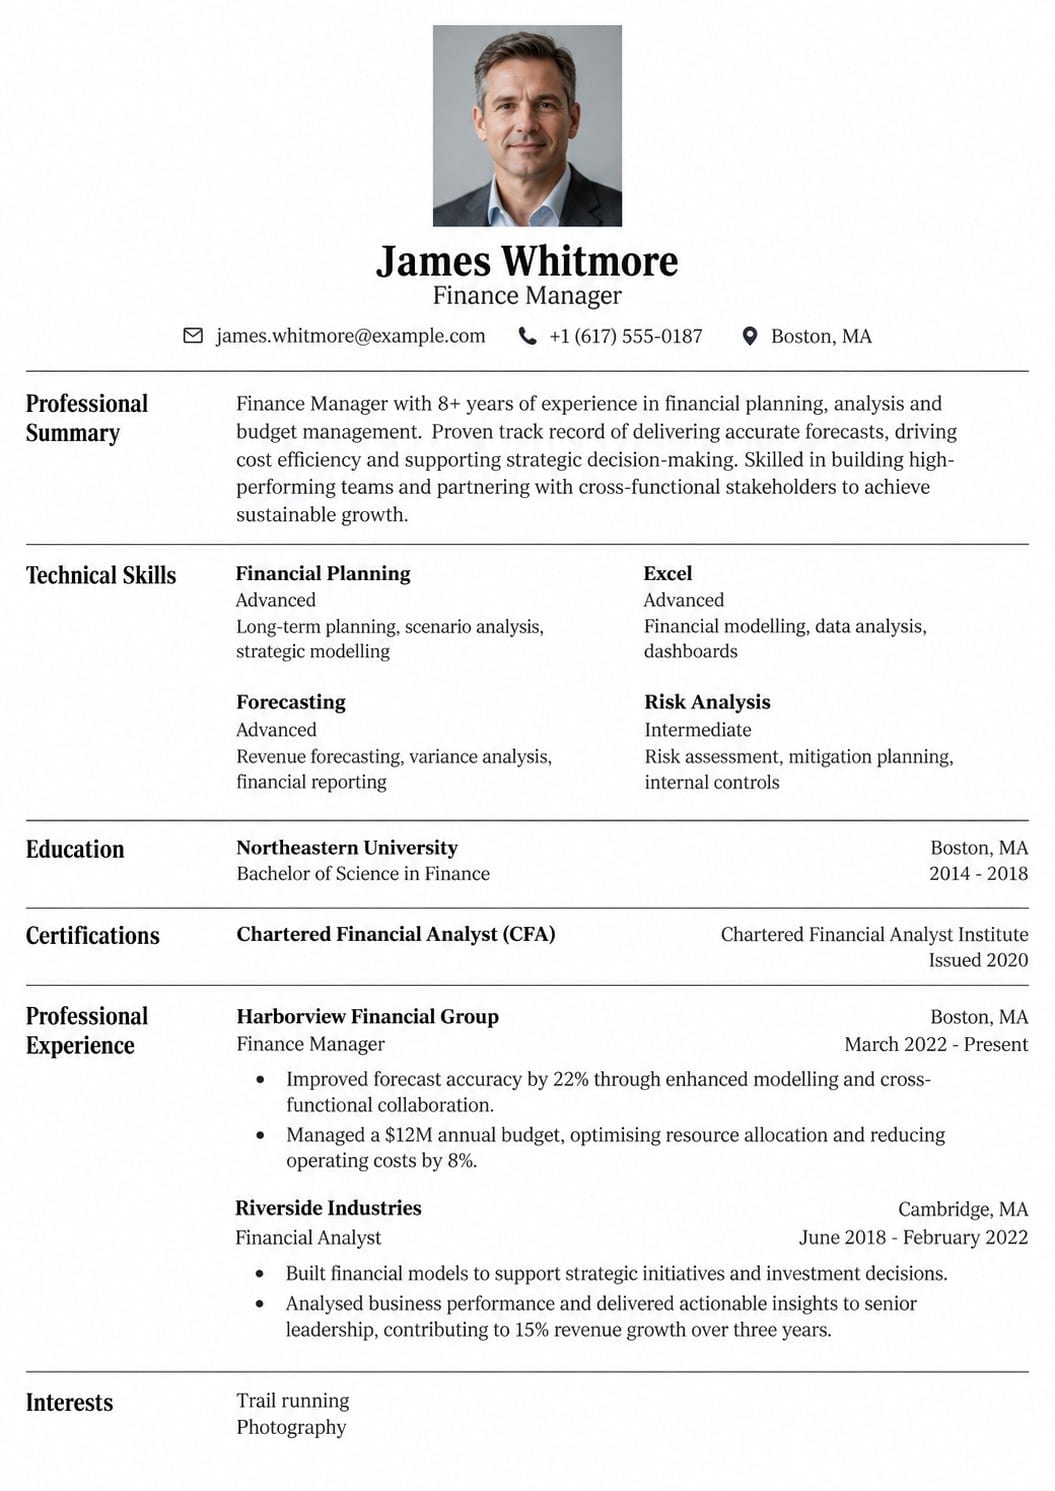 James Whitmore
Finance Manager
james.whitmore@example.com +1 (617) 555-0187 Boston, MA
Professional Summary
Finance Manager with 8+ years of experience in financial planning, analysis and
budget management. Proven track record of delivering accurate forecasts, driving
cost efficiency and supporting strategic decision-making. Skilled in building high-
performing teams and partnering with cross-functional stakeholders to achieve
sustainable growth.
Technical Skills
Financial Planning
Advanced
Long-term planning, scenario analysis,
strategic modelling
Excel
Advanced
Financial modelling, data analysis,
dashboards
Forecasting
Advanced
Revenue forecasting, variance analysis,
financial reporting
Risk Analysis
Intermediate
Risk assessment, mitigation planning,
internal controls
Education
Northeastern University Boston, MA
Bachelor of Science in Finance 2014 - 2018
Certifications
Chartered Financial Analyst (CFA) Chartered Financial Analyst Institute
Issued 2020
Professional Experience
Harborview Financial Group Boston, MA
Finance Manager March 2022 - Present
• Improved forecast accuracy by 22% through enhanced modelling and cross-
functional collaboration.
• Managed a $12M annual budget, optimising resource allocation and reducing
operating costs by 8%.
Riverside Industries Cambridge, MA
Financial Analyst June 2018 - February 2022
• Built financial models to support strategic initiatives and investment decisions.
• Analysed business performance and delivered actionable insights to senior
leadership, contributing to 15% revenue growth over three years.
Interests
Trail running
Photography